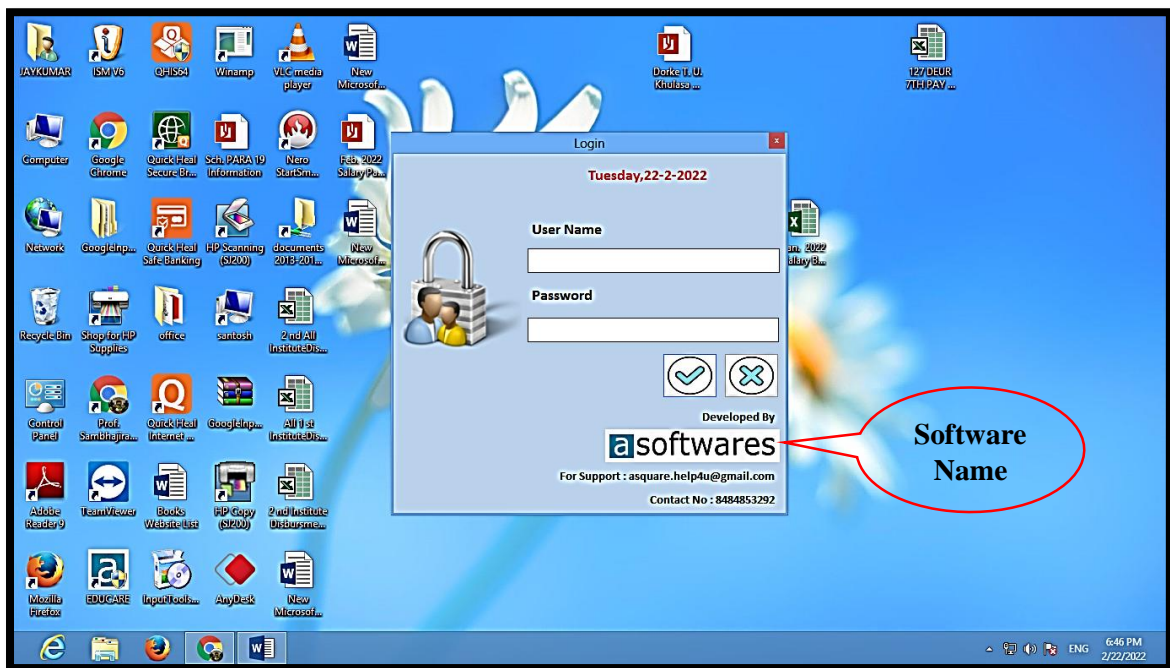 JAYKUMAR
ISM V6
QHIS64
Winamp
VLC media
player
New
Microsof...
Dorke T. U.
Khulasa ...
127 DEUR
7TH PAY ...
Computer
Google
Chrome
Quick Heal
Secure Br...
Sch. PARA 19
Information
Nero
StartSm...
Feb. 2022
Salary Pa...
Network
GoogleInp...
Quick Heal
Safe Banking
HP Scanning
(SJ200)
documents
2013-201...
New
Microsof...
2022
Recycle Bin
Shop for HP
Supplies
office
santosh
2 nd All
InstituteDis...
Control
Panel
Prof.
Sambhajira...
Quick Heal
Internet ...
GoogleInp...
All 1 st
InstituteDis...
Adobe
Reader 9
TeamViewer
Books
Website List
HP Copy
(SJ200)
2 nd Institute
Disbursme...
Mozilla
Firefox
EDUCARE
InputTools...
AnyDesk
New
Microsof...
Login
Tuesday,22-2-2022
User Name
Password
Developed By
a softwares
For Support : asquare.help4u@gmail.com
Contact No : 8484853292
Software
Name
ENG
6:46 PM
2/22/2022